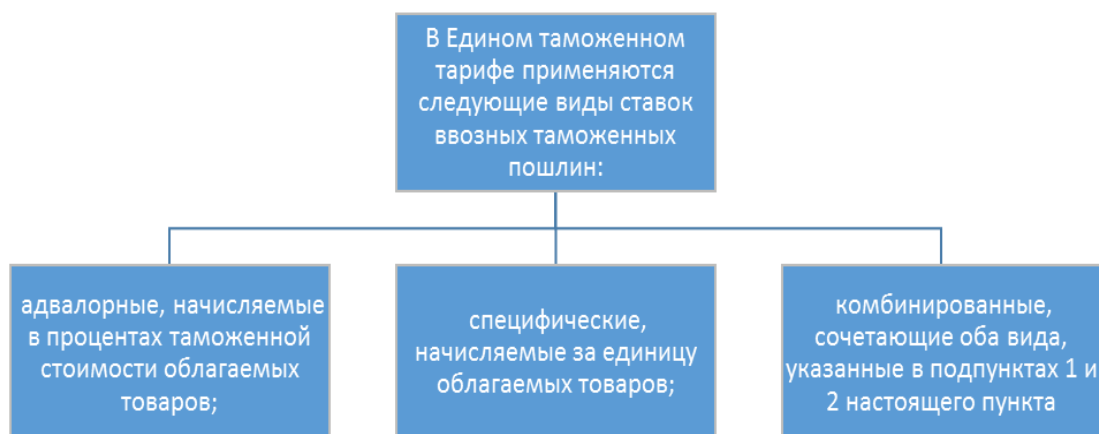 В Едином таможенном
тарифе применяются
следующие виды ставок
ввозных таможенных
пошлин:
адвалорные, начисляемые
в процентах таможенной
стоимости облагаемых
товаров;
специфические,
начисляемые за единицу
облагаемых товаров;
комбинированные,
сочетающие оба вида,
указанные в подпунктах 1 и
2 настоящего пункта